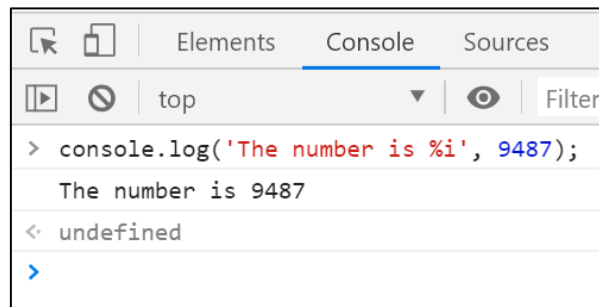 Elements Console Sources
top Filter
> console.log('The number is %i', 9487);
The number is 9487
undefined
>